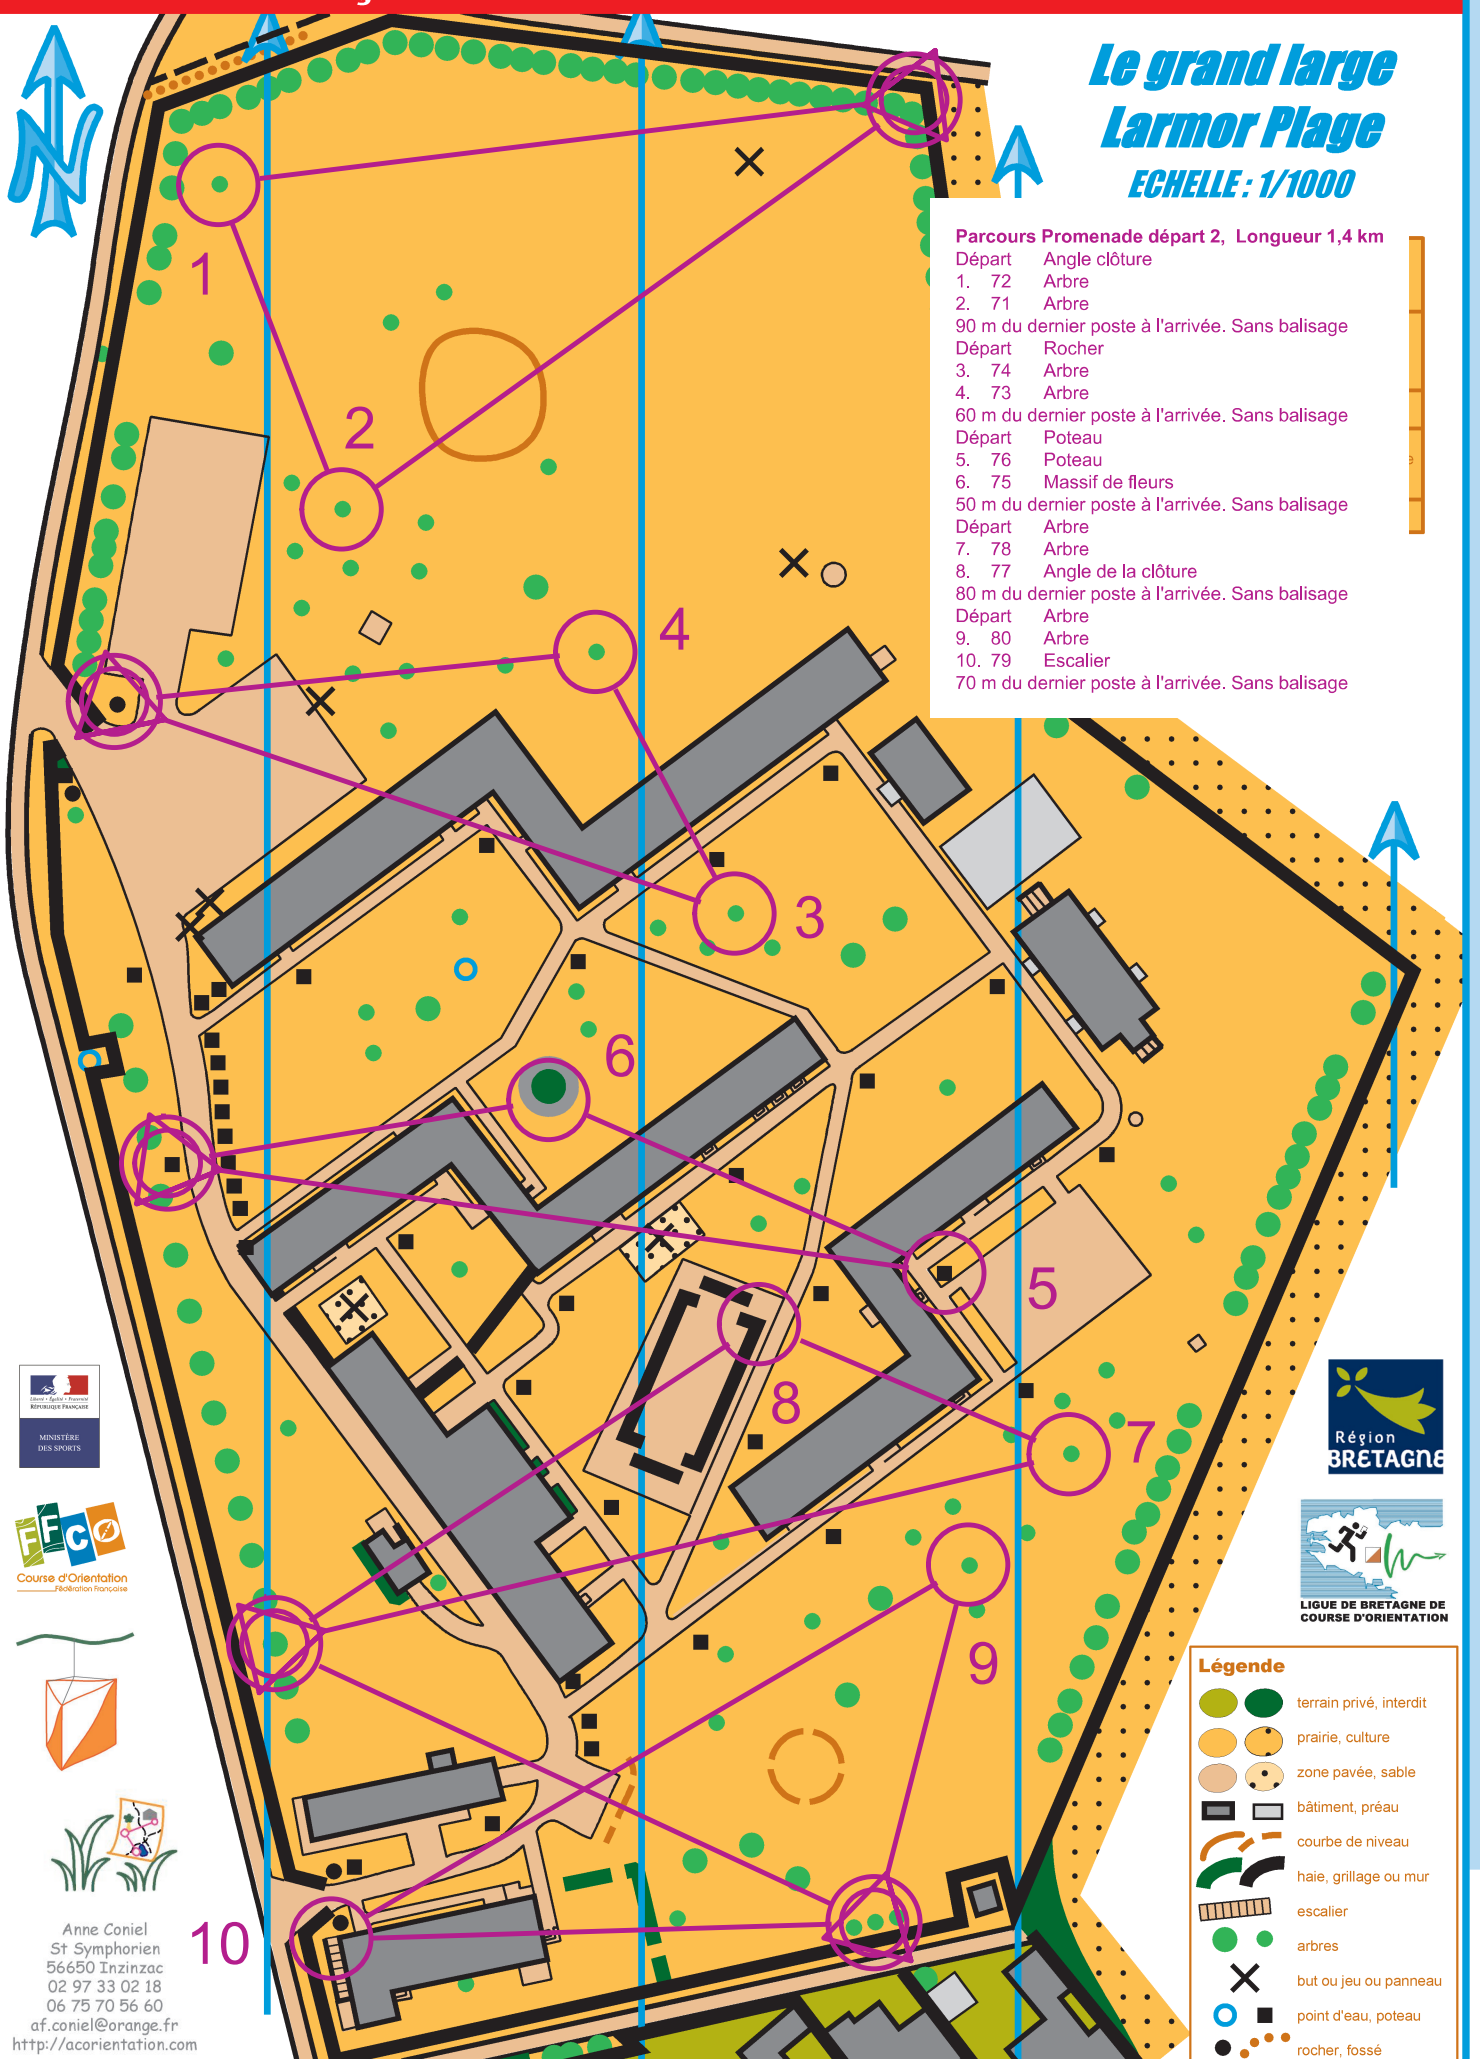 Le grand large
Larmor Plage
ECHELLE : 1/1000
N
Parcours Promenade départ 2, Longueur 1,4 km
Départ Angle clôture
1. 72 Arbre
2. 71 Arbre
90 m du dernier poste à l'arrivée. Sans balisage
Départ Rocher
3. 74 Arbre
4. 73 Arbre
60 m du dernier poste à l'arrivée. Sans balisage
Départ Poteau
5. 76 Poteau
6. 75 Massif de fleurs
50 m du dernier poste à l'arrivée. Sans balisage
Départ Arbre
7. 78 Arbre
8. 77 Angle de la clôture
80 m du dernier poste à l'arrivée. Sans balisage
Départ Arbre
9. 80 Arbre
10. 79 Escalier
70 m du dernier poste à l'arrivée. Sans balisage
1
2
4
3
6
5
8
7
9
10
Liberté • Égalité • Fraternité
RÉPUBLIQUE FRANÇAISE
MINISTÈRE
DES SPORTS
FFCO
Course d'Orientation
Fédération Française
Anne Coniel
St Symphorien
56650 Inzinzac
02 97 33 02 18
06 75 70 56 60
af.coniel@orange.fr
http://acorientation.com
Région
BRETAGNE
LIGUE DE BRETAGNE DE
COURSE D'ORIENTATION
Légende
terrain privé, interdit
prairie, culture
zone pavée, sable
bâtiment, préau
courbe de niveau
haie, grillage ou mur
escalier
arbres
but ou jeu ou panneau
point d'eau, poteau
rocher, fossé